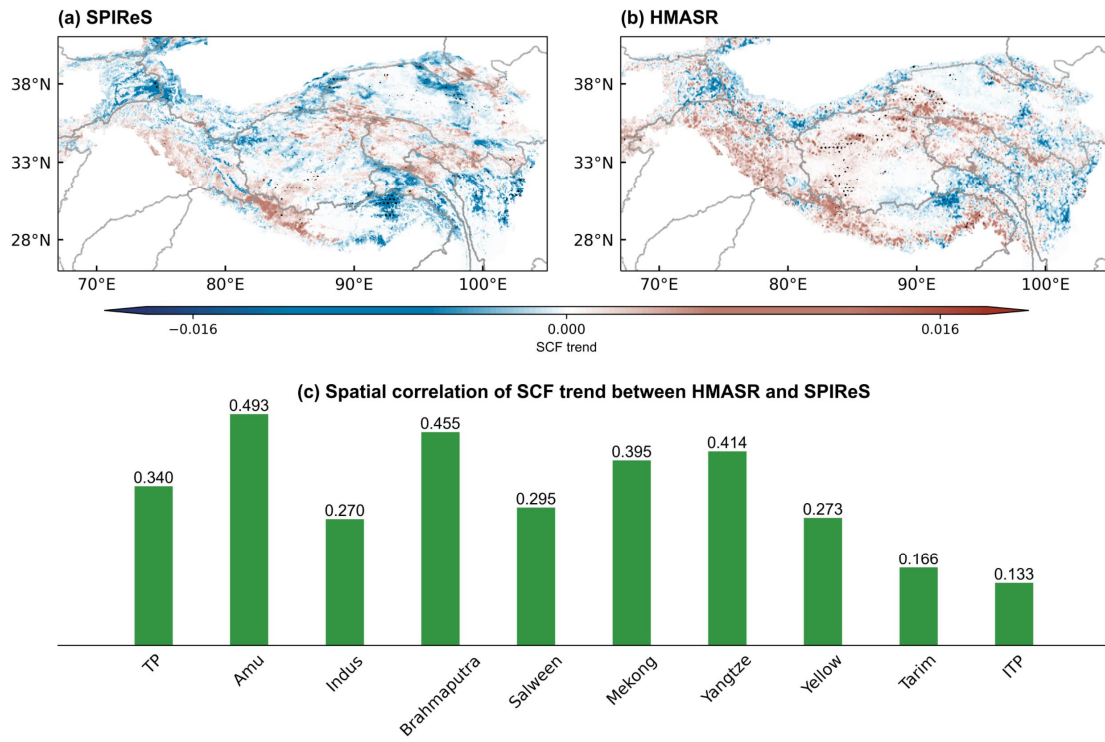 (a) SPIReS
(b) HMASR
38°N
33°N
28°N
38°N
33°N
28°N
70°E 80°E 90°E 100°E
70°E 80°E 90°E 100°E
−0.016 0.000 0.016
SCF trend
(c) Spatial correlation of SCF trend between HMASR and SPIReS
0.340
0.493
0.270
0.455
0.295
0.395
0.414
0.273
0.166
0.133
TP
Amu
Indus
Brahmaputra
Salween
Mekong
Yangtze
Yellow
Tarim
ITP